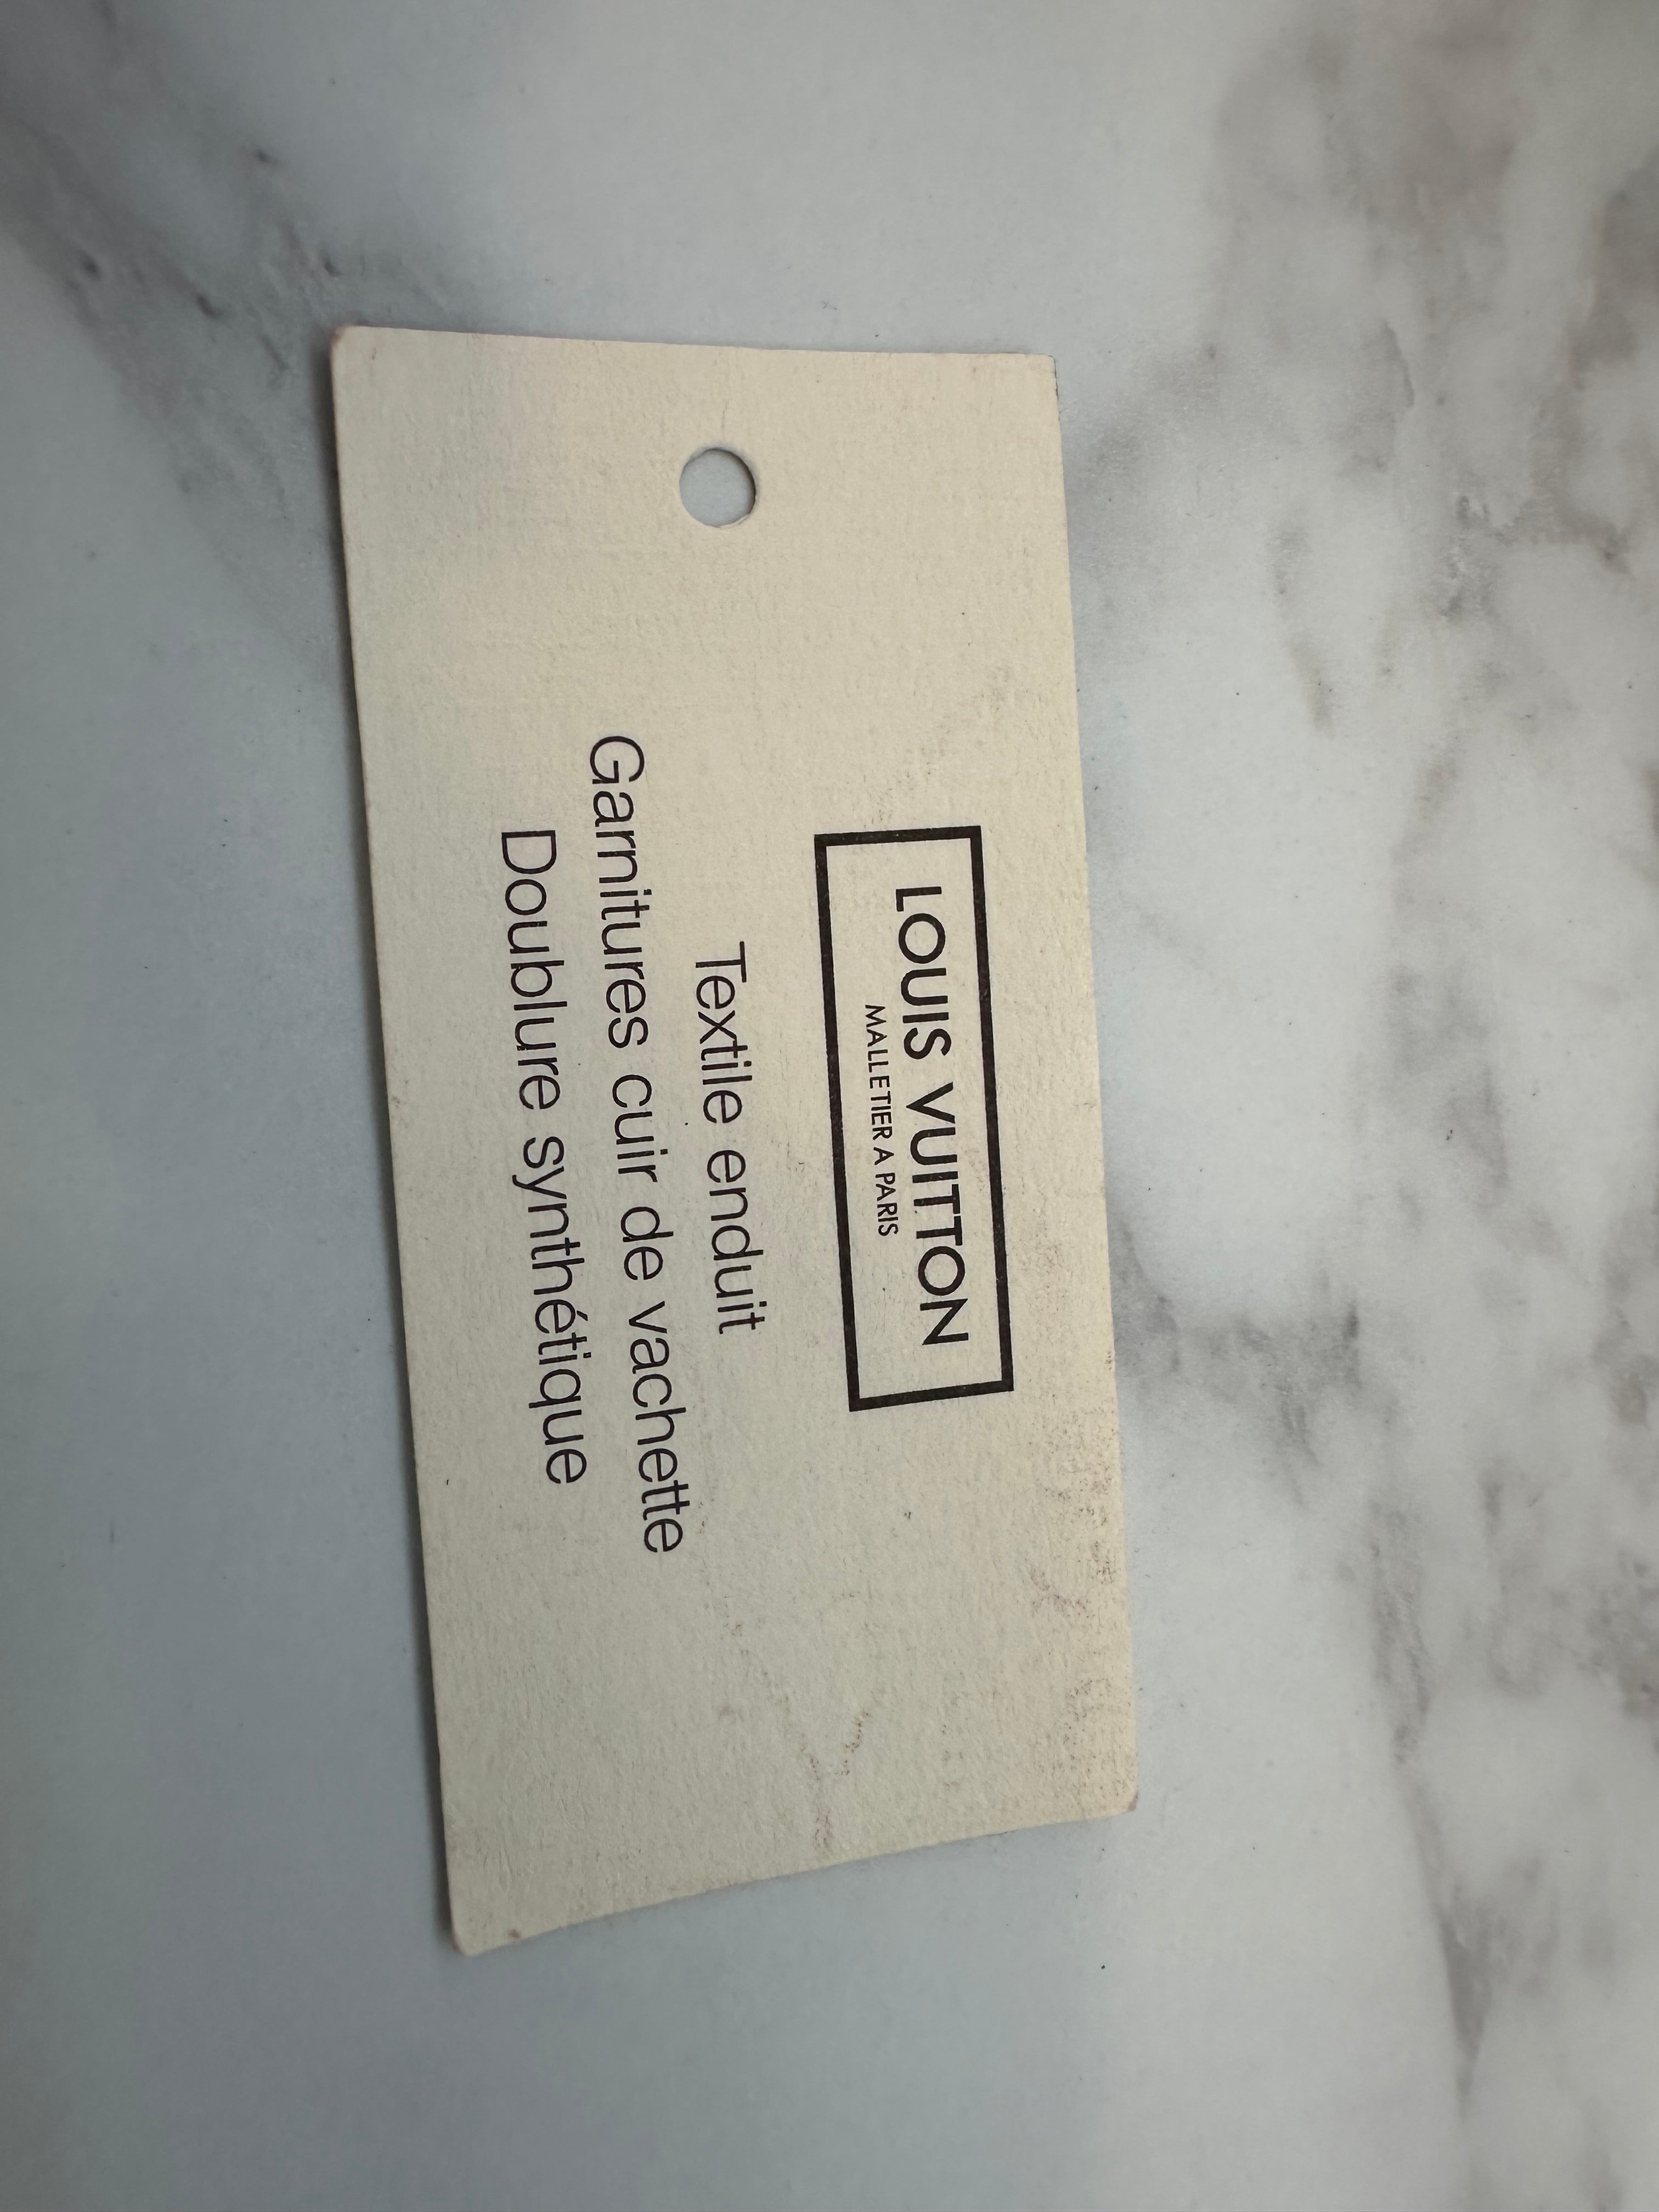 LOUIS VUITTON
MALLETIER A PARIS
Textile enduit
Garnitures cuir de vachette
Doublure synthétique